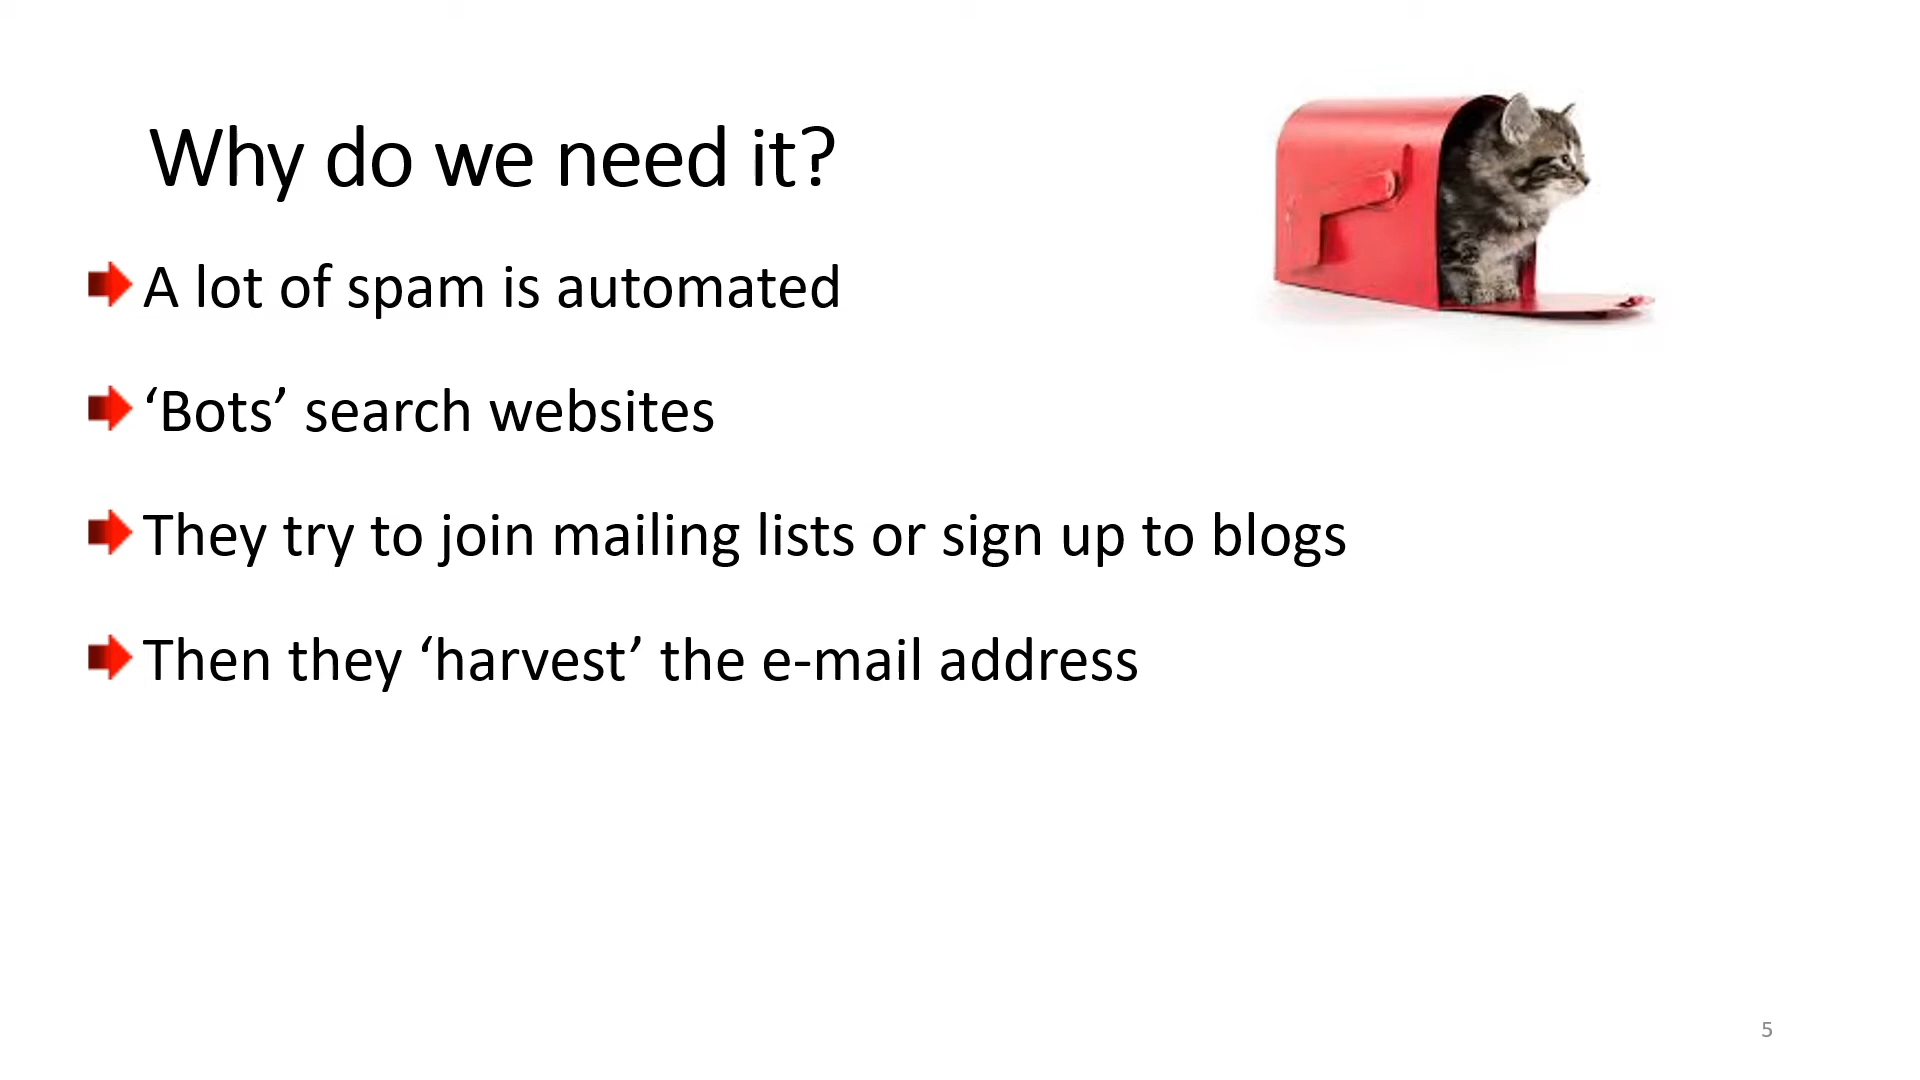 Why do we need it?
A lot of spam is automated
‘Bots’ search websites
They try to join mailing lists or sign up to blogs
Then they ‘harvest’ the e-mail address
5